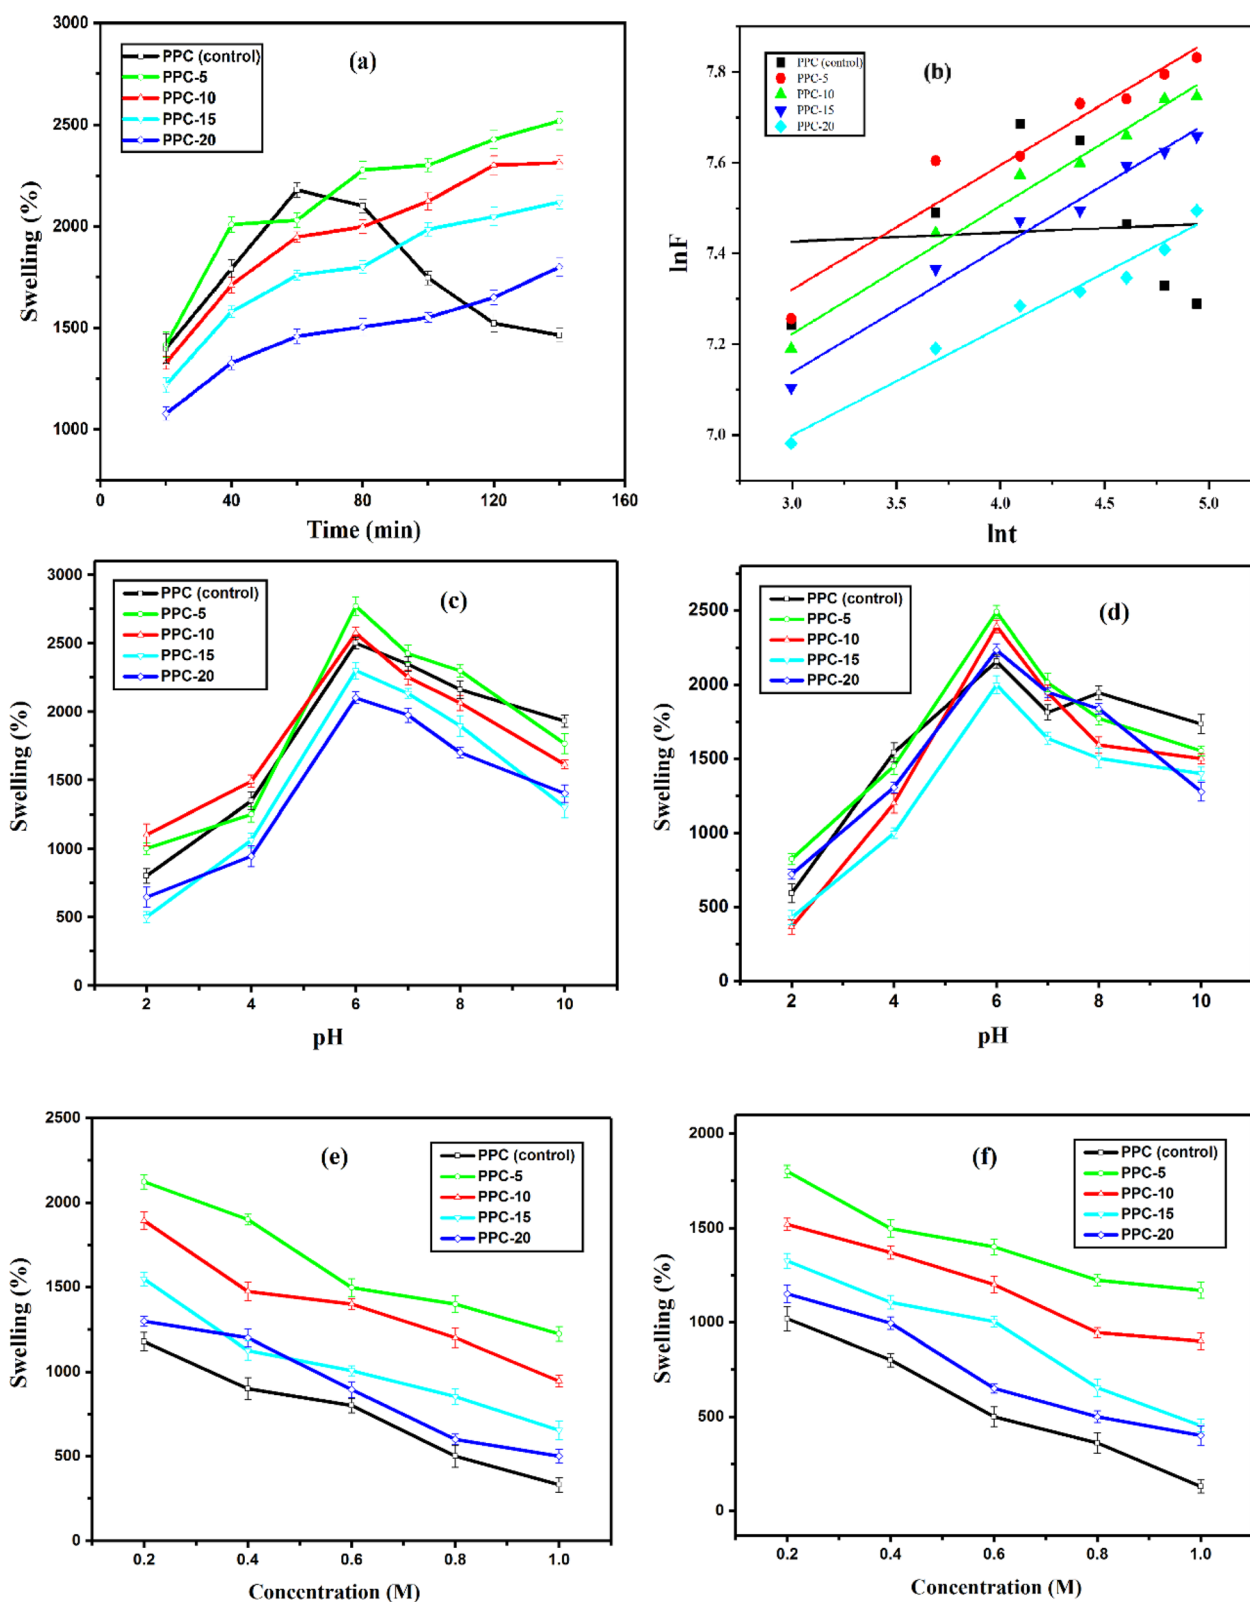 3000
2500
2000
1500
1000
Swelling (%)
PPC (control)
PPC-5
PPC-10
PPC-15
PPC-20
(a)
0
40
80
120
160
Time (min)
7.8
7.6
7.4
7.2
7.0
lnF
PPC (control)
PPC-5
PPC-10
PPC-15
PPC-20
(b)
3.0
3.5
4.0
4.5
5.0
lnt
3000
2500
2000
1500
1000
500
0
Swelling (%)
PPC (control)
PPC-5
PPC-10
PPC-15
PPC-20
(c)
2
4
6
8
10
pH
2500
2000
1500
1000
500
0
Swelling (%)
PPC (control)
PPC-5
PPC-10
PPC-15
PPC-20
(d)
2
4
6
8
10
pH
2500
2000
1500
1000
500
0
Swelling (%)
(e)
PPC (control)
PPC-5
PPC-10
PPC-15
PPC-20
0.2
0.4
0.6
0.8
1.0
Concentration (M)
2000
1500
1000
500
0
Swelling (%)
(f)
PPC (control)
PPC-5
PPC-10
PPC-15
PPC-20
0.2
0.4
0.6
0.8
1.0
Concentration (M)